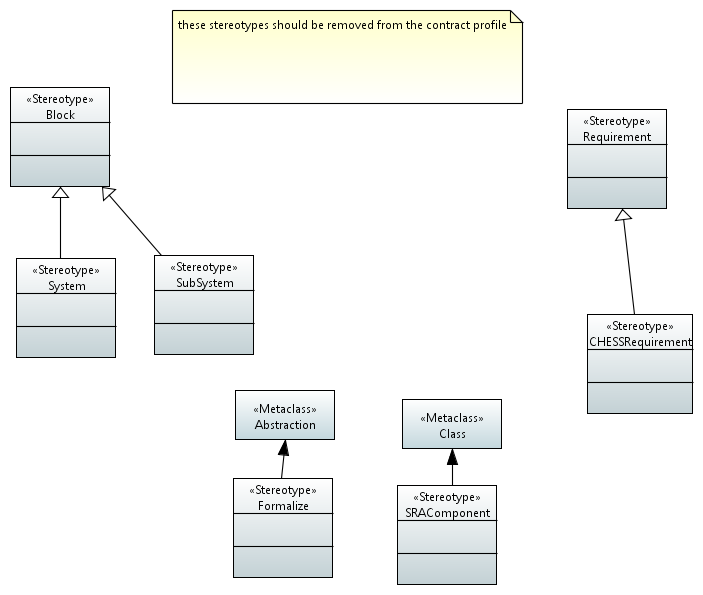 these stereotypes should be removed from the contract profile
«Stereotype»
Block
«Stereotype»
Requirement
«Stereotype»
System
«Stereotype»
SubSystem
«Stereotype»
CHESSRequirement
«Metaclass»
Abstraction
«Metaclass»
Class
«Stereotype»
Formalize
«Stereotype»
SRAComponent